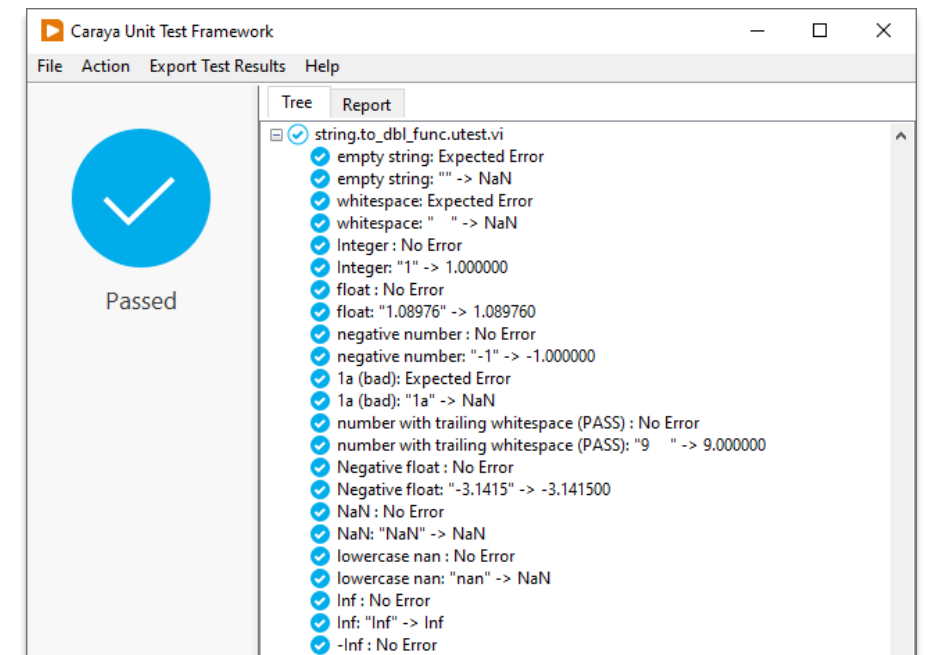 Caraya Unit Test Framework
File Action Export Test Results Help
Tree Report
string.to_dbl_func.utest.vi
empty string: Expected Error
empty string: "" -> NaN
whitespace: Expected Error
whitespace: "    " -> NaN
Integer : No Error
Integer: "1" -> 1.000000
float : No Error
float: "1.08976" -> 1.089760
negative number : No Error
negative number: "-1" -> -1.000000
1a (bad): Expected Error
1a (bad): "1a" -> NaN
number with trailing whitespace (PASS) : No Error
number with trailing whitespace (PASS): "9    " -> 9.000000
Negative float : No Error
Negative float: "-3.1415" -> -3.141500
NaN : No Error
NaN: "NaN" -> NaN
lowercase nan : No Error
lowercase nan: "nan" -> NaN
Inf : No Error
Inf: "Inf" -> Inf
-Inf : No Error
Passed